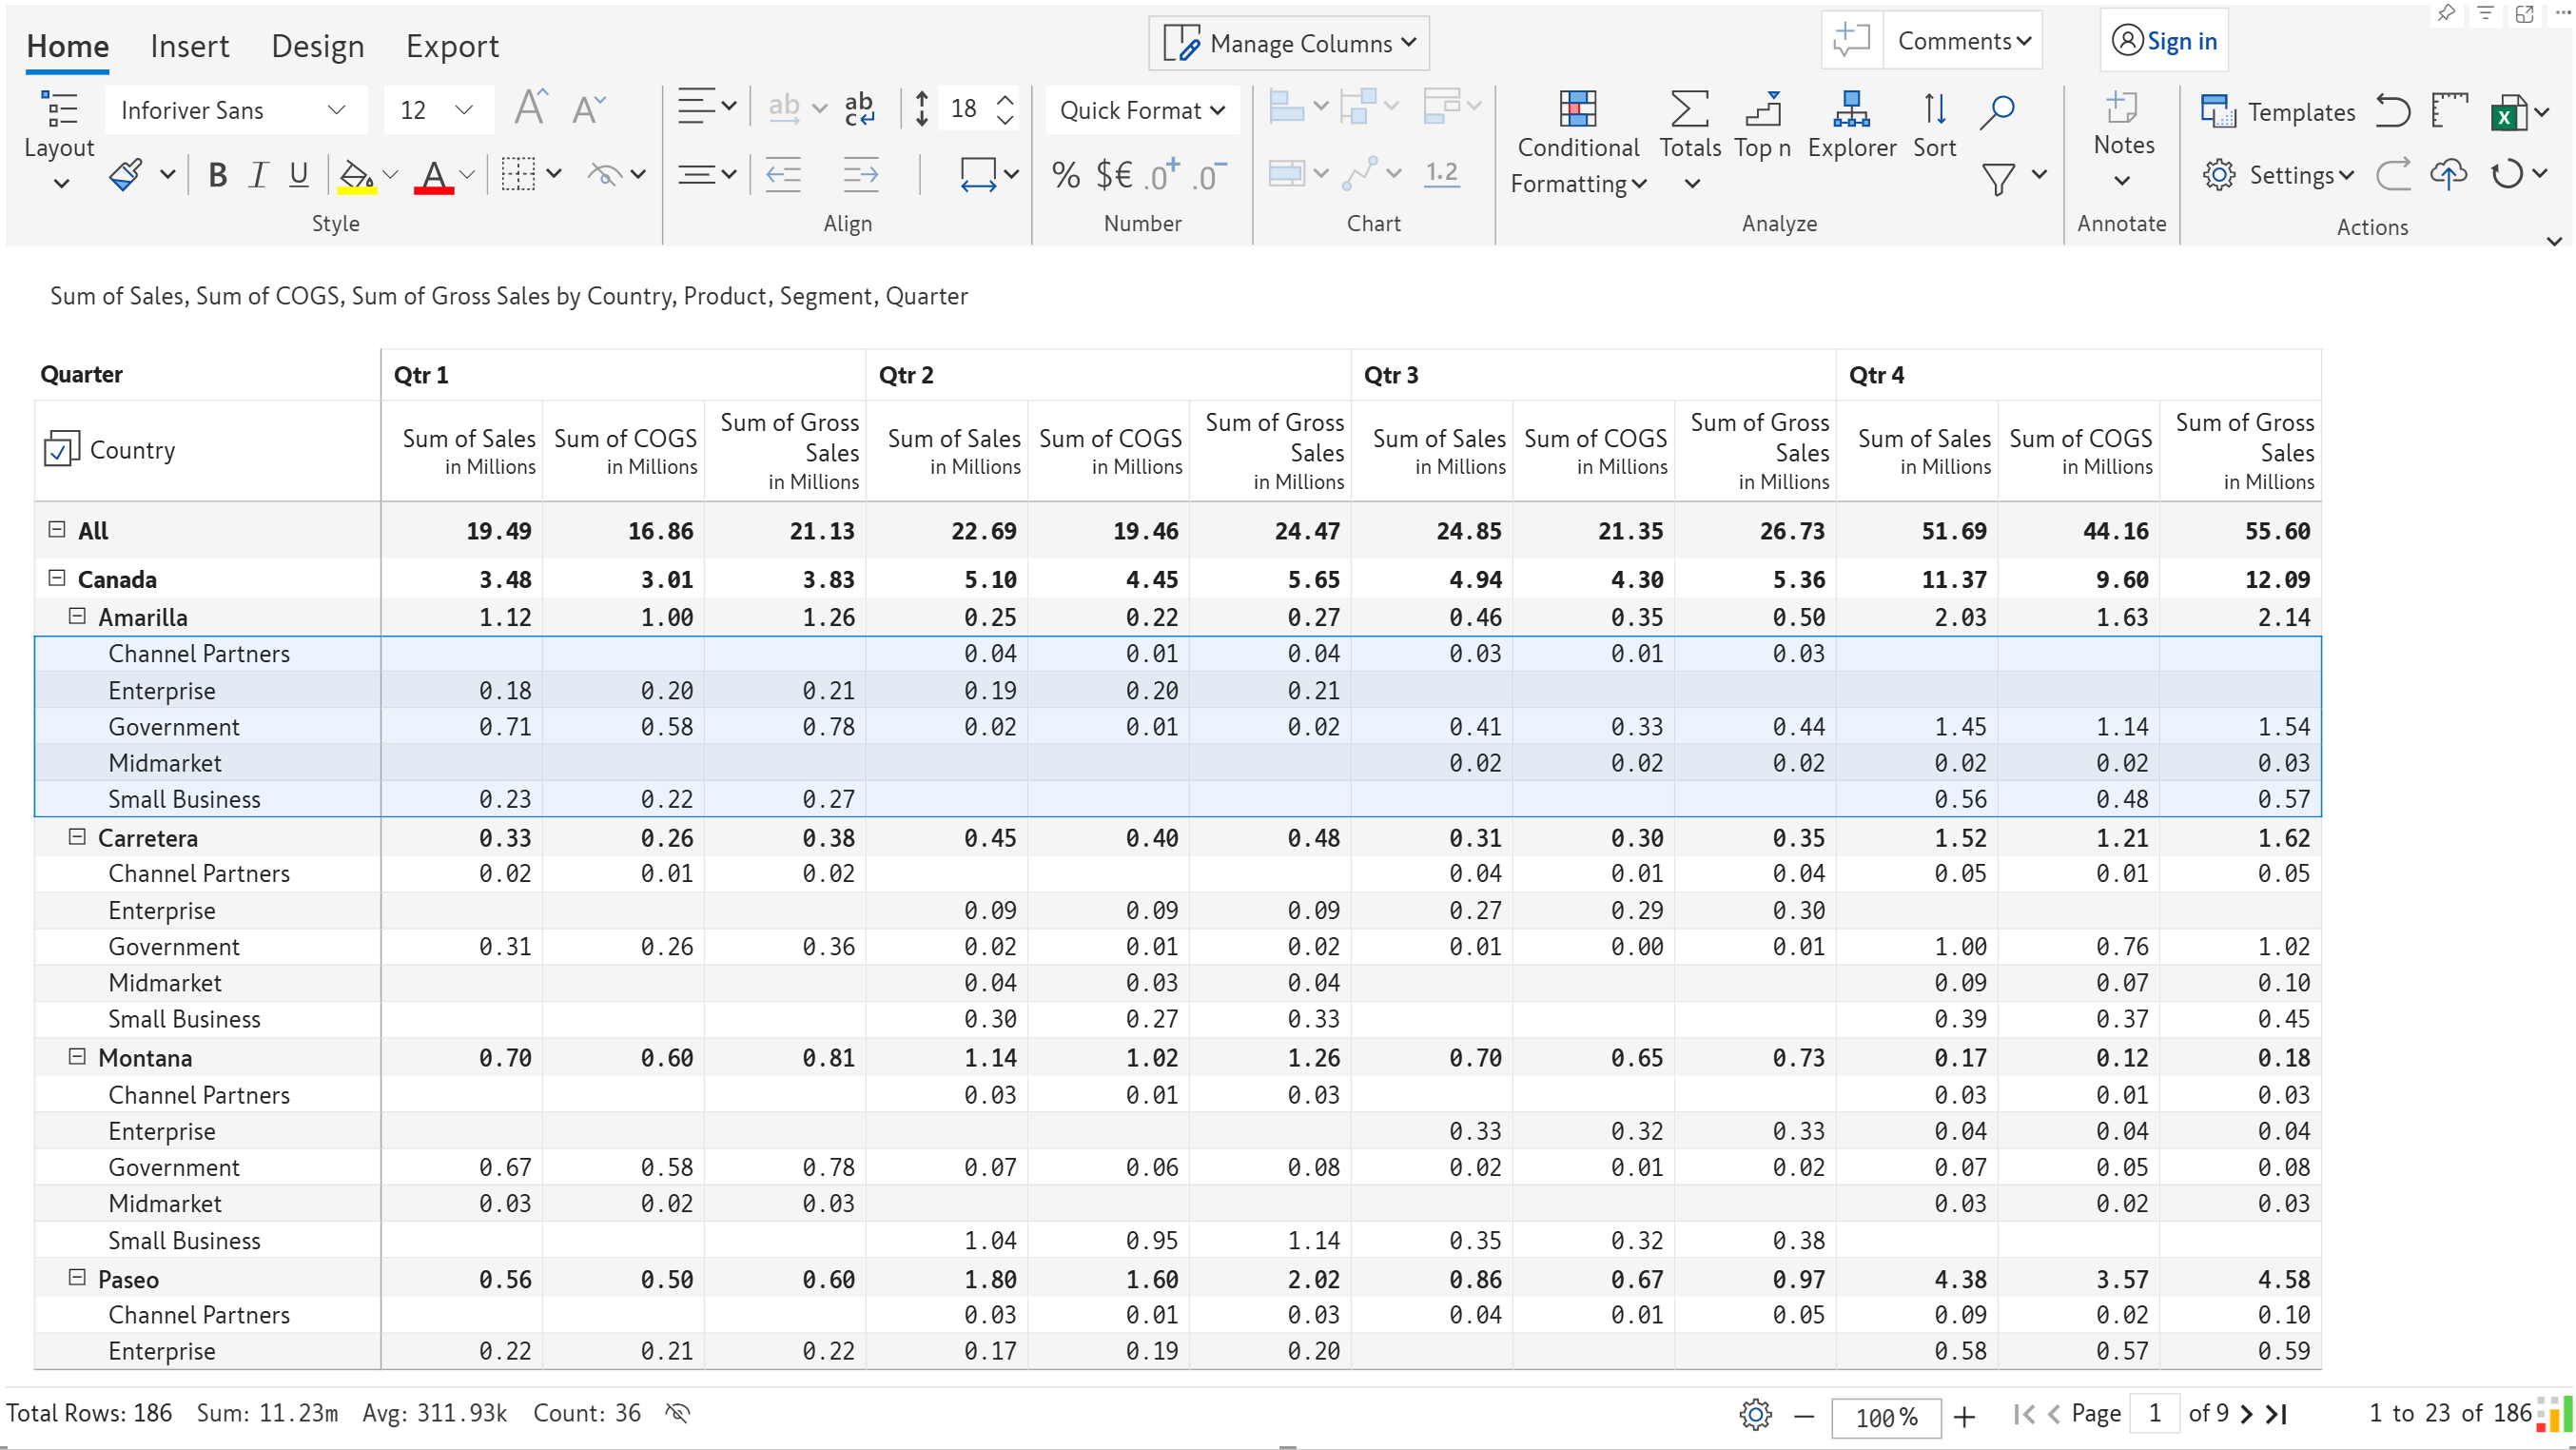 Home Insert Design Export Manage Columns Comments Sign in
Inforiver Sans 12 18 Quick Format Templates
Layout Conditional Formatting Totals Top n Explorer Sort Notes Settings
B I U A % $€ .0+ .0- 1.2
Style Align Number Chart Analyze Annotate Actions
Sum of Sales, Sum of COGS, Sum of Gross Sales by Country, Product, Segment, Quarter
Quarter Qtr 1 Qtr 2 Qtr 3 Qtr 4
Country Sum of Sales in Millions Sum of COGS in Millions Sum of Gross Sales in Millions Sum of Sales in Millions Sum of COGS in Millions Sum of Gross Sales in Millions Sum of Sales in Millions Sum of COGS in Millions Sum of Gross Sales in Millions Sum of Sales in Millions Sum of COGS in Millions Sum of Gross Sales in Millions
All 19.49 16.86 21.13 22.69 19.46 24.47 24.85 21.35 26.73 51.69 44.16 55.60
Canada 3.48 3.01 3.83 5.10 4.45 5.65 4.94 4.30 5.36 11.37 9.60 12.09
Amarilla 1.12 1.00 1.26 0.25 0.22 0.27 0.46 0.35 0.50 2.03 1.63 2.14
Channel Partners 0.04 0.01 0.04 0.03 0.01 0.03
Enterprise 0.18 0.20 0.21 0.19 0.20 0.21
Government 0.71 0.58 0.78 0.02 0.01 0.02 0.41 0.33 0.44 1.45 1.14 1.54
Midmarket 0.02 0.02 0.02 0.02 0.02 0.03
Small Business 0.23 0.22 0.27 0.56 0.48 0.57
Carretera 0.33 0.26 0.38 0.45 0.40 0.48 0.31 0.30 0.35 1.52 1.21 1.62
Channel Partners 0.02 0.01 0.02 0.04 0.01 0.04 0.05 0.01 0.05
Enterprise 0.09 0.09 0.09 0.27 0.29 0.30
Government 0.31 0.26 0.36 0.02 0.01 0.02 0.01 0.00 0.01 1.00 0.76 1.02
Midmarket 0.04 0.03 0.04 0.09 0.07 0.10
Small Business 0.30 0.27 0.33 0.39 0.37 0.45
Montana 0.70 0.60 0.81 1.14 1.02 1.26 0.70 0.65 0.73 0.17 0.12 0.18
Channel Partners 0.03 0.01 0.03 0.03 0.01 0.03
Enterprise 0.33 0.32 0.33 0.04 0.04 0.04
Government 0.67 0.58 0.78 0.07 0.06 0.08 0.02 0.01 0.02 0.07 0.05 0.08
Midmarket 0.03 0.02 0.03 0.03 0.02 0.03
Small Business 1.04 0.95 1.14 0.35 0.32 0.38
Paseo 0.56 0.50 0.60 1.80 1.60 2.02 0.86 0.67 0.97 4.38 3.57 4.58
Channel Partners 0.03 0.01 0.03 0.04 0.01 0.05 0.09 0.02 0.10
Enterprise 0.22 0.21 0.22 0.17 0.19 0.20 0.58 0.57 0.59
Total Rows: 186 Sum: 11.23m Avg: 311.93k Count: 36 100% Page 1 of 9 1 to 23 of 186